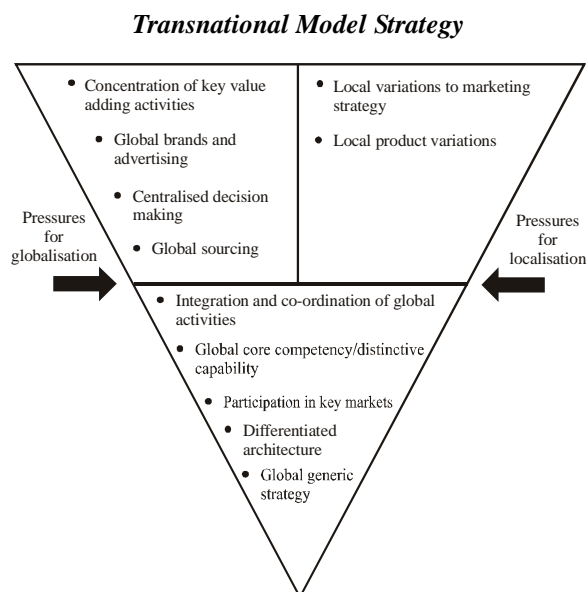 Transnational Model Strategy
• Concentration of key value
adding activities
• Global brands and
advertising
• Centralised decision
making
• Global sourcing
• Local variations to marketing
strategy
• Local product variations
Pressures
for
globalisation
Pressures
for
localisation
• Integration and co-ordination of global
activities
• Global core competency/distinctive
capability
• Participation in key markets
• Differentiated
architecture
• Global generic
strategy